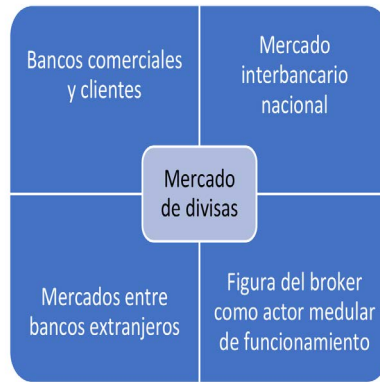 Bancos comerciales
y clientes
Mercado
interbancario
nacional
Mercado
de divisas
Mercados entre
bancos extranjeros
Figura del broker
como actor medular
de funcionamiento